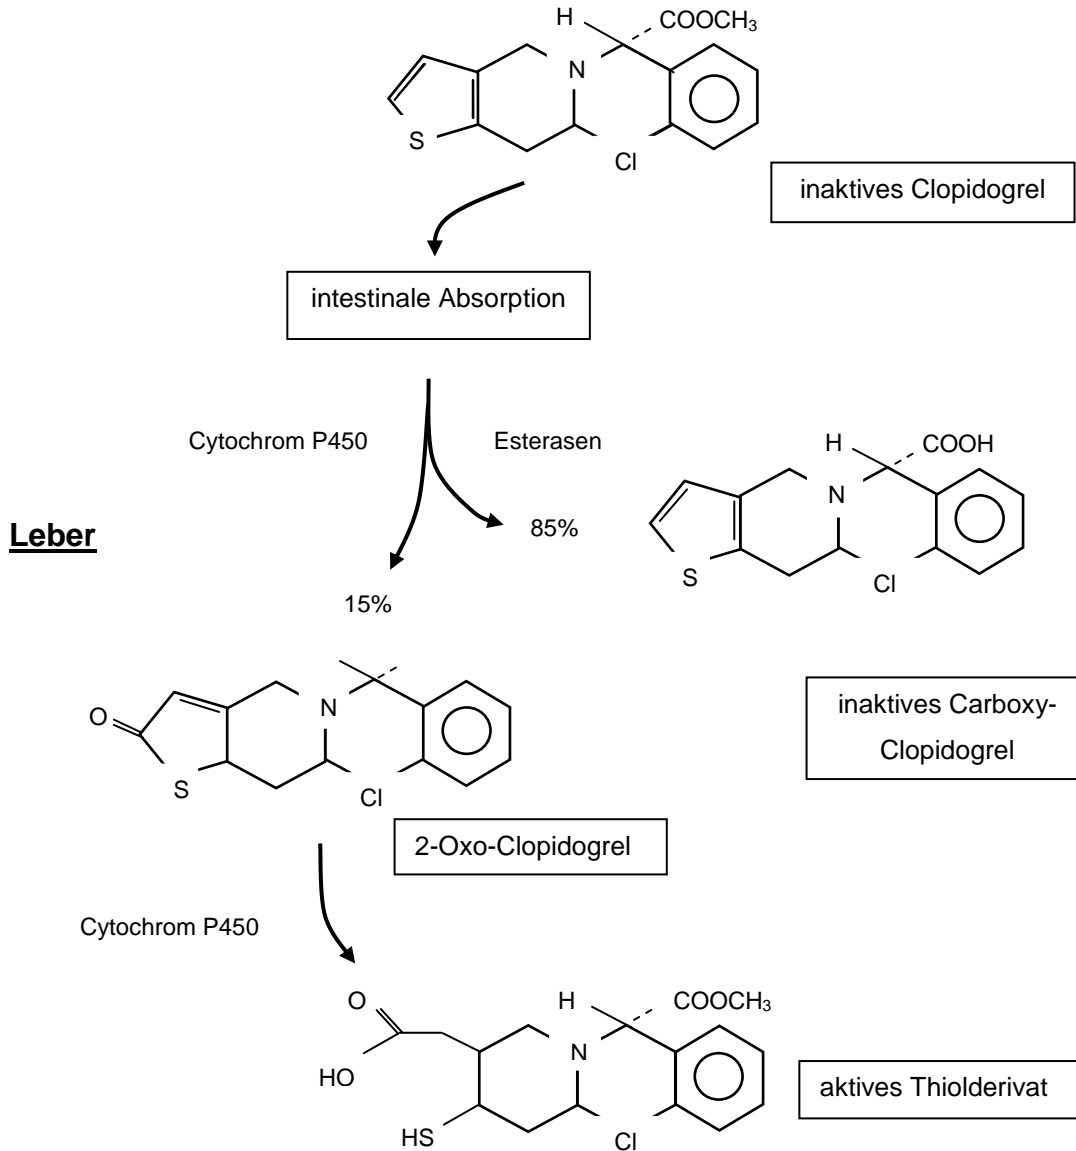 H COOCH₃
N
S
Cl
inaktives Clopidogrel
intestinale Absorption
Cytochrom P450 Esterasen
H COOH
N
S
Cl
Leber
85%
15%
O
N
S
Cl
inaktives Carboxy-
Clopidogrel
2-Oxo-Clopidogrel
Cytochrom P450
O H COOCH₃
N
HO
HS
Cl
aktives Thiolderivat